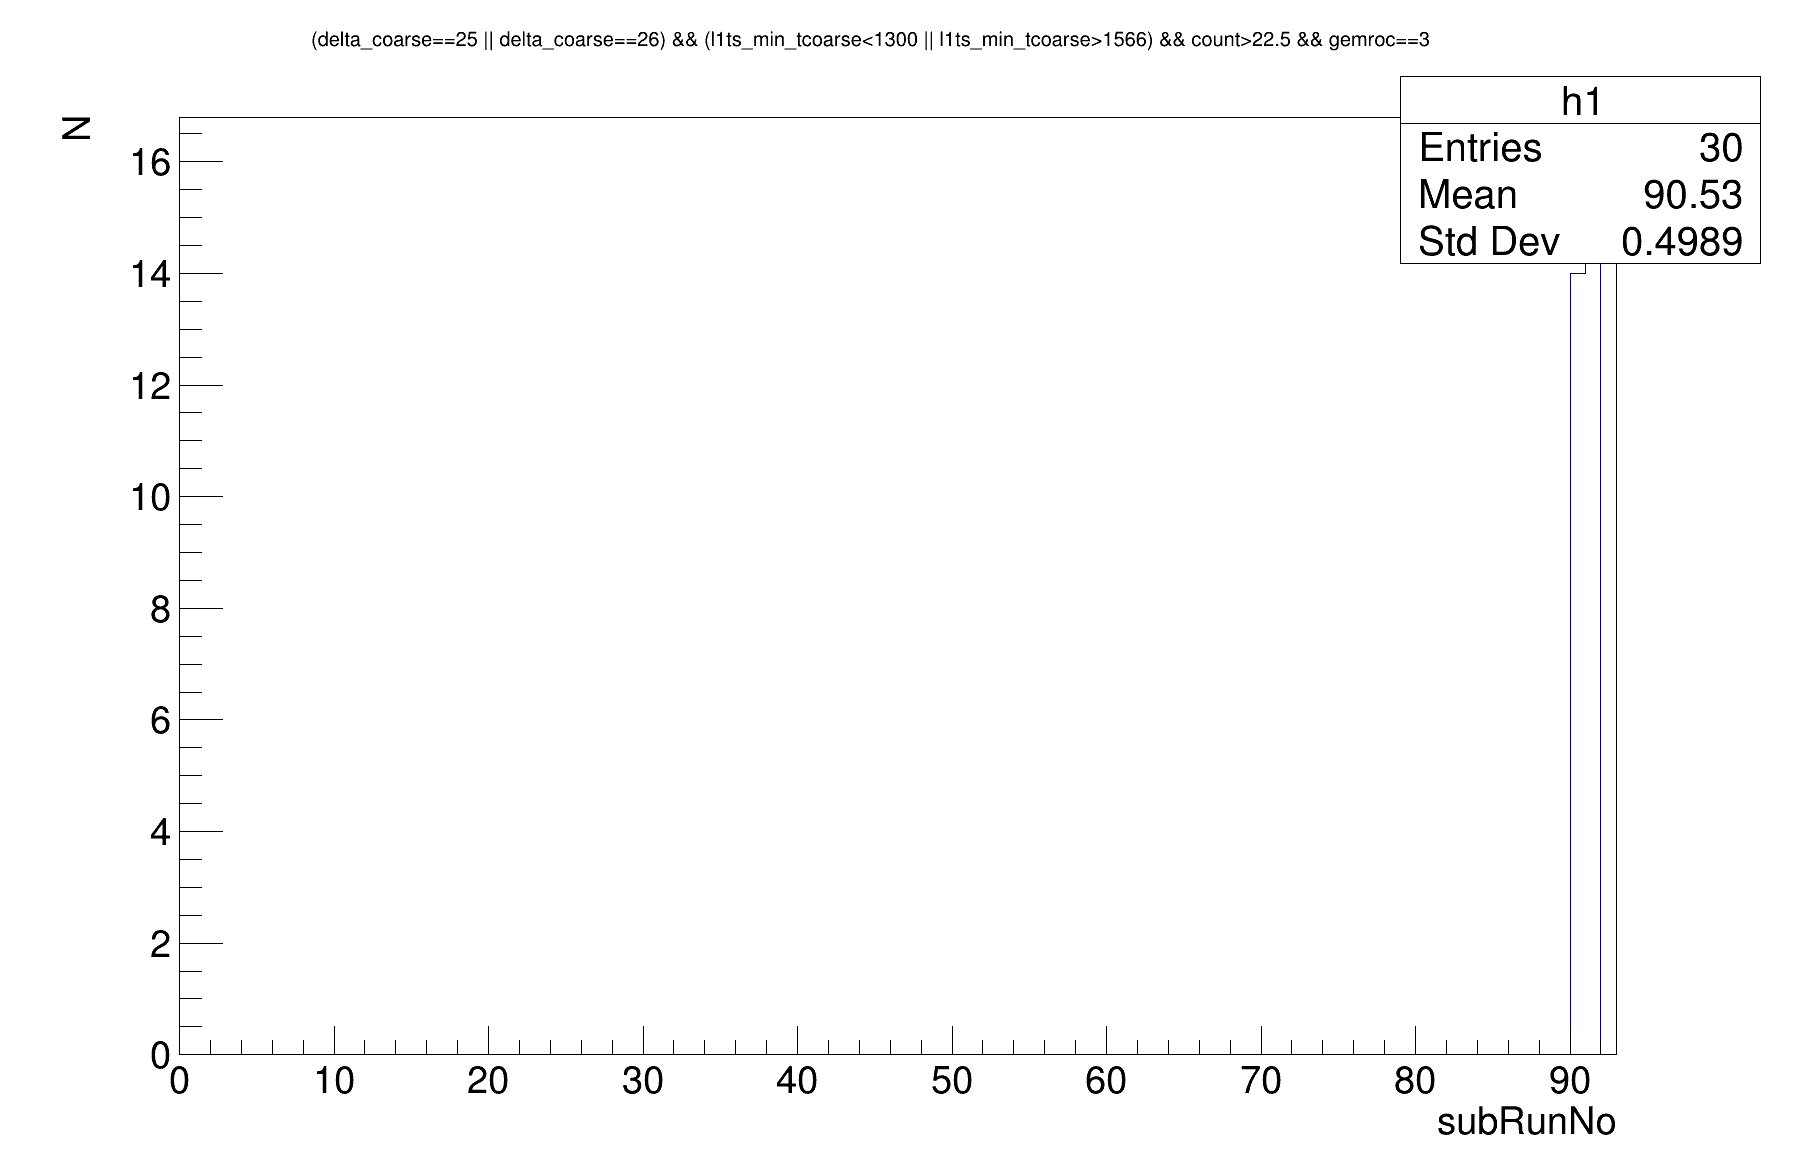 (delta_coarse==25 || delta_coarse==26) && (l1ts_min_tcoarse<1300 || l1ts_min_tcoarse>1566) && count>22.5 && gemroc==3
h1
Entries 30
Mean 90.53
Std Dev 0.4989
N
16
14
12
10
8
6
4
2
0
0 10 20 30 40 50 60 70 80 90
subRunNo